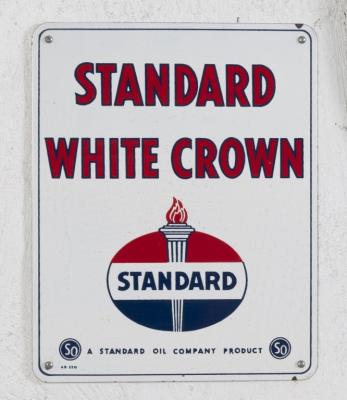 STANDARD
WHITE CROWN
STANDARD
SO A STANDARD OIL COMPANY PRODUCT SO